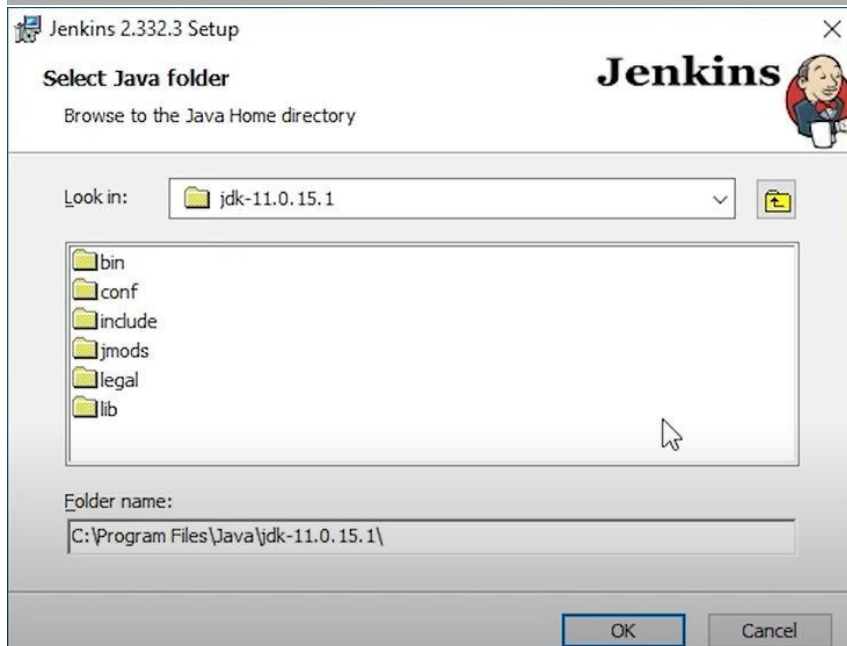 Jenkins 2.332.3 Setup
Select Java folder
Jenkins
Browse to the Java Home directory
Look in:
jdk-11.0.15.1
bin
conf
include
jmods
legal
lib
Folder name:
C:\Program Files\Java\jdk-11.0.15.1\
OK
Cancel